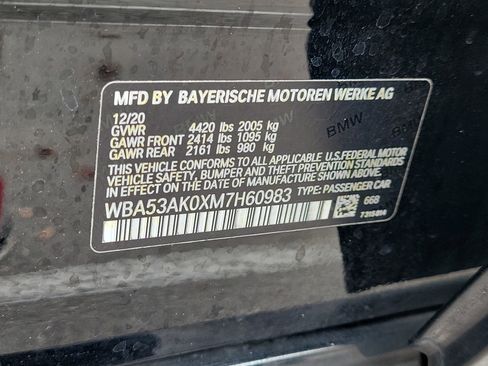 MFD BY BAYERISCHE MOTOREN WERKE AG
12/20
GVWR 4420 lbs 2005 kg
GAWR FRONT 2414 lbs 1095 kg
GAWR REAR 2161 lbs 980 kg
THIS VEHICLE CONFORMS TO ALL APPLICABLE U.S. FEDERAL MOTOR
VEHICLE SAFETY, BUMPER AND THEFT PREVENTION STANDARDS
IN EFFECT ON THE DATE OF MANUFACTURE SHOWN ABOVE.
WBA53AK0XM7H60983 TYPE: PASSENGER CAR
668
7315814
BMW